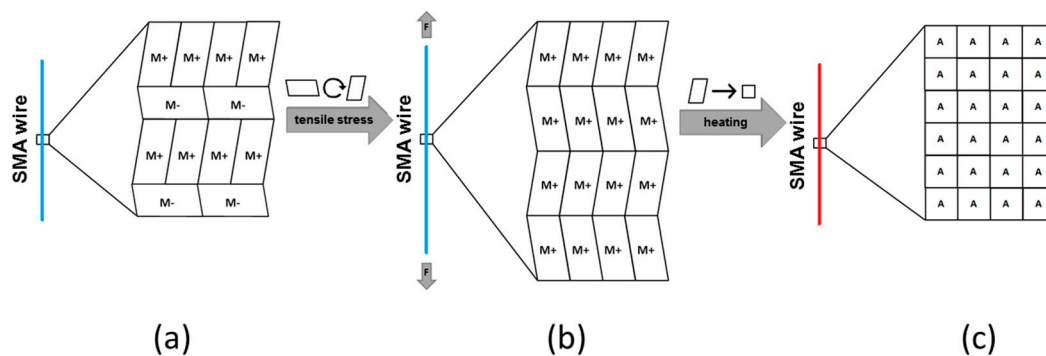 SMA wire
M+ M+ M+ M+
M- M-
M+ M+ M+ M+
M- M-
(a)
tensile stress
F
SMA wire
F
M+ M+ M+ M+
M+ M+ M+ M+
M+ M+ M+ M+
M+ M+ M+ M+
(b)
heating
SMA wire
A A A A
A A A A
A A A A
A A A A
A A A A
A A A A
(c)